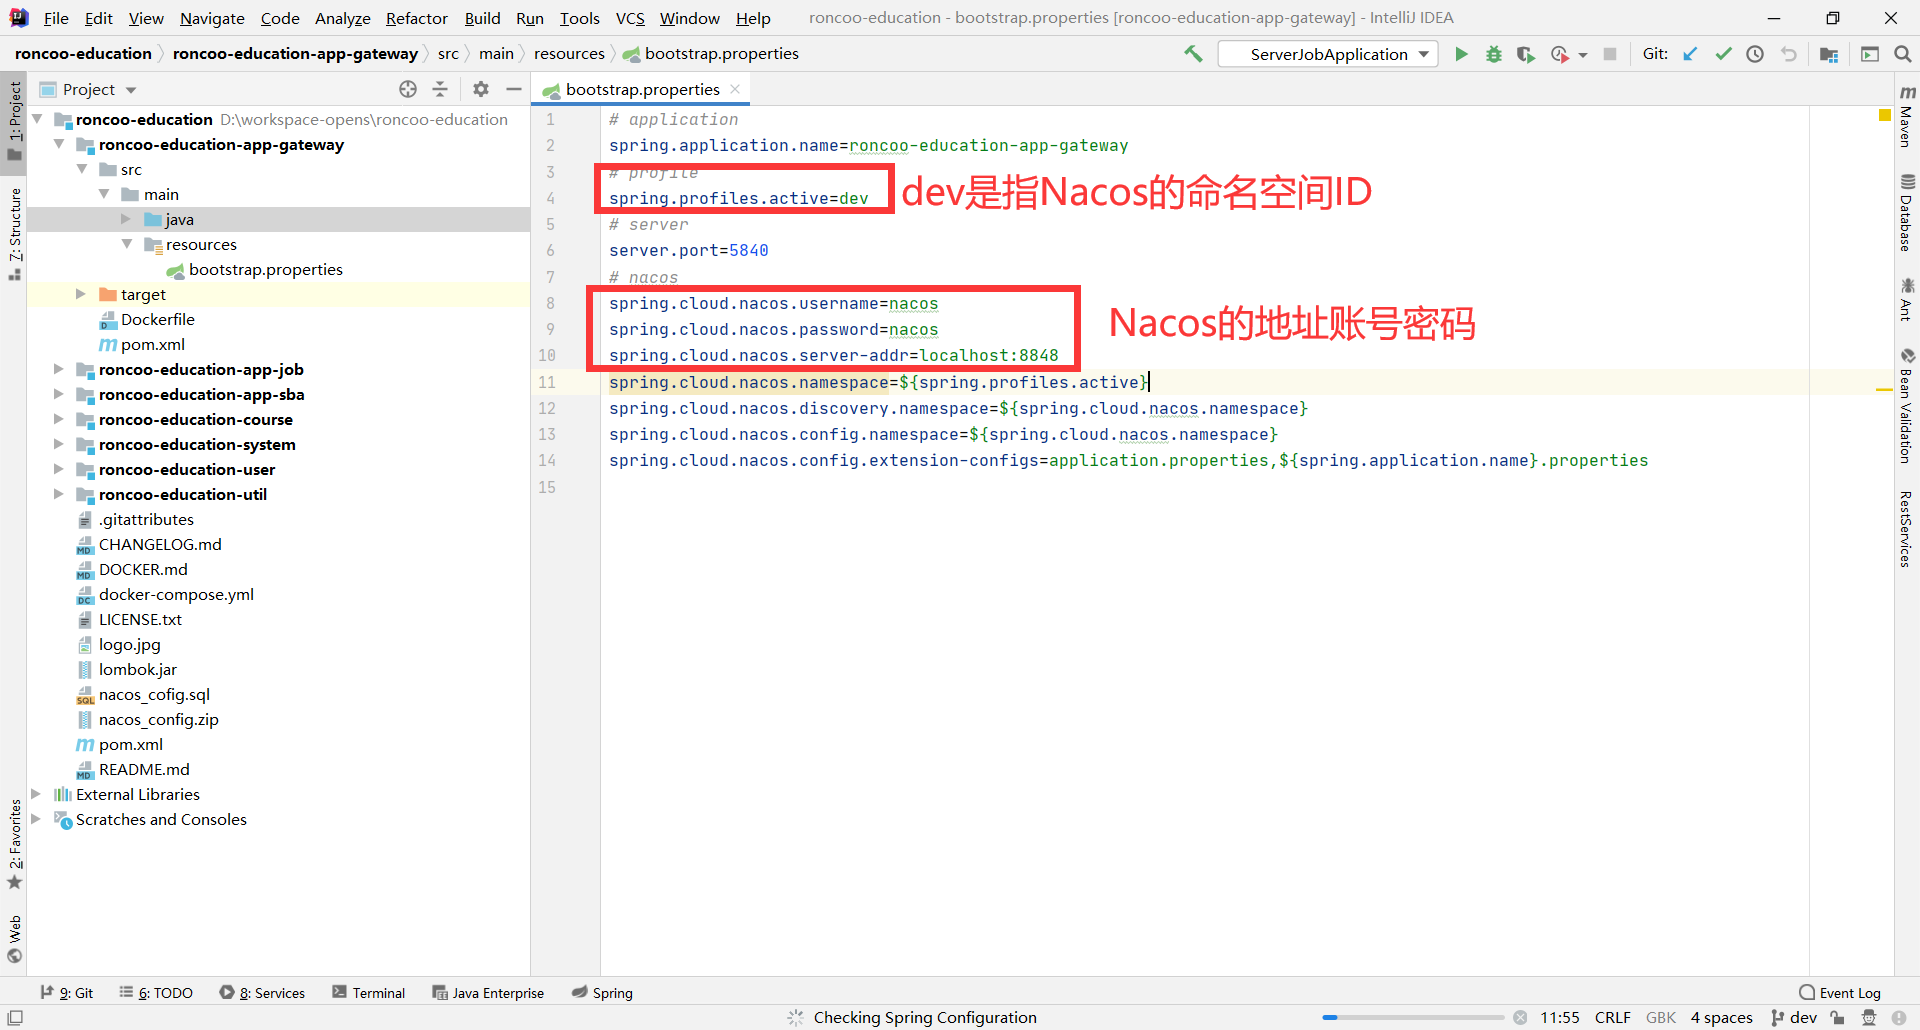 File Edit View Navigate Code Analyze Refactor Build Run Tools VCS Window Help roncoo-education - bootstrap.properties [roncoo-education-app-gateway] - IntelliJ IDEA
roncoo-education roncoo-education-app-gateway src main resources bootstrap.properties ServerJobApplication Git:
Project
bootstrap.properties
1: Project
7: Structure
2: Favorites
Web
roncoo-education D:\workspace-opens\roncoo-education
roncoo-education-app-gateway
src
main
java
resources
bootstrap.properties
target
Dockerfile
pom.xml
roncoo-education-app-job
roncoo-education-app-sba
roncoo-education-course
roncoo-education-system
roncoo-education-user
roncoo-education-util
.gitattributes
CHANGELOG.md
DOCKER.md
docker-compose.yml
LICENSE.txt
logo.jpg
lombok.jar
nacos_cofig.sql
nacos_config.zip
pom.xml
README.md
External Libraries
Scratches and Consoles
1 # application
2 spring.application.name=roncoo-education-app-gateway
3 # profile
4 spring.profiles.active=dev
dev是指Nacos的命名空间ID
5 # server
6 server.port=5840
7 # nacos
8 spring.cloud.nacos.username=nacos
9 spring.cloud.nacos.password=nacos
Nacos的地址账号密码
10 spring.cloud.nacos.server-addr=localhost:8848
11 spring.cloud.nacos.namespace=${spring.profiles.active}
12 spring.cloud.nacos.discovery.namespace=${spring.cloud.nacos.namespace}
13 spring.cloud.nacos.config.namespace=${spring.cloud.nacos.namespace}
14 spring.cloud.nacos.config.extension-configs=application.properties,${spring.application.name}.properties
15
Maven
Database
Ant
Bean Validation
RestServices
9: Git 6: TODO 8: Services Terminal Java Enterprise Spring Event Log
Checking Spring Configuration 11:55 CRLF GBK 4 spaces dev